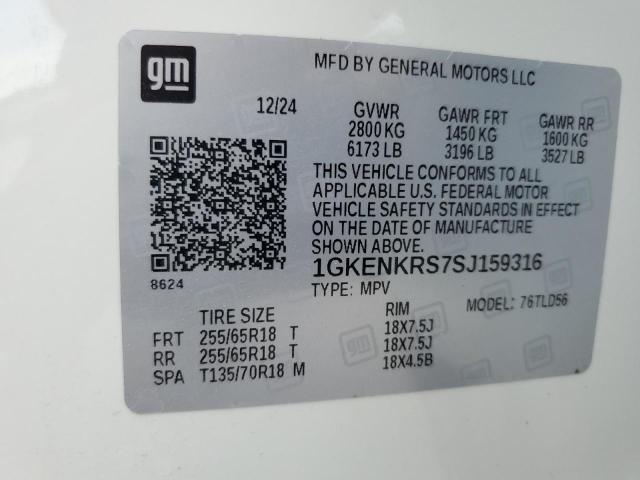 gm
MFD BY GENERAL MOTORS LLC
12/24 GVWR GAWR FRT GAWR RR
2800 KG 1450 KG 1600 KG
6173 LB 3196 LB 3527 LB
THIS VEHICLE CONFORMS TO ALL
APPLICABLE U.S. FEDERAL MOTOR
VEHICLE SAFETY STANDARDS IN EFFECT
ON THE DATE OF MANUFACTURE
SHOWN ABOVE.
8624
1GKENKRS7SJ159316
TYPE: MPV MODEL: 76TLD56
TIRE SIZE RIM
FRT 255/65R18 T 18X7.5J
RR 255/65R18 T 18X7.5J
SPA T135/70R18 M 18X4.5B